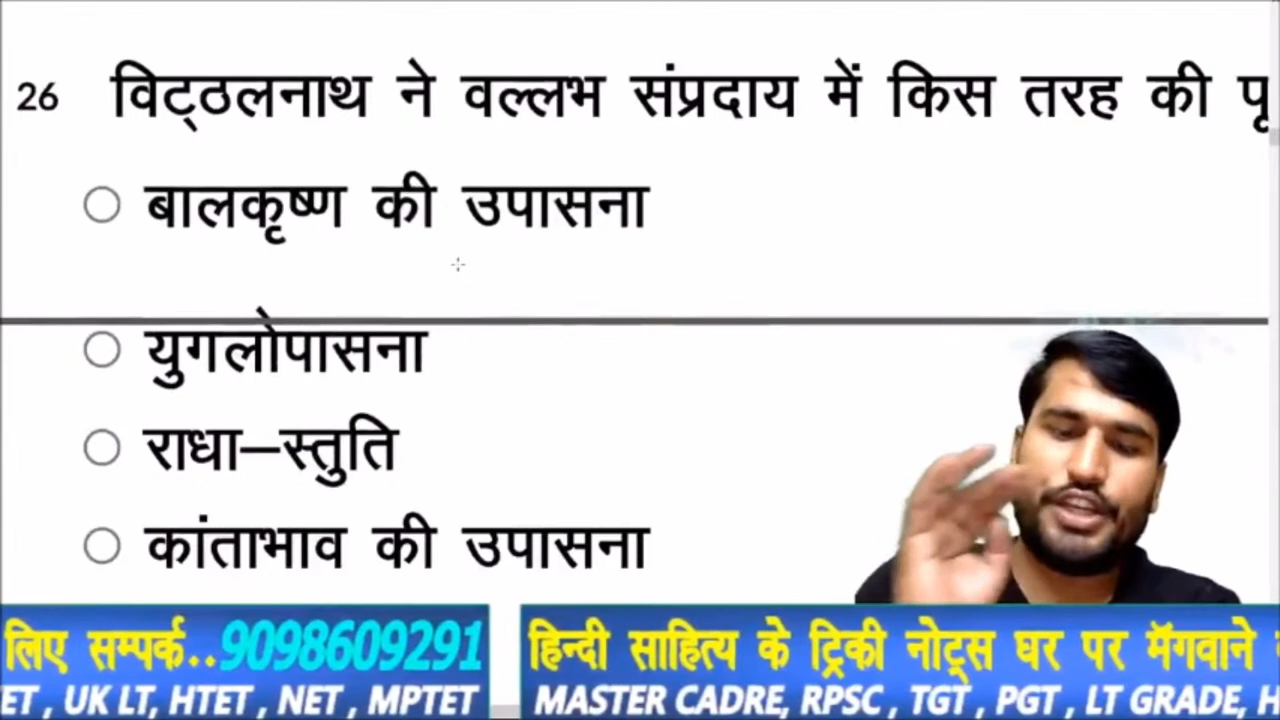 26 विट्ठलनाथ ने वल्लभ संप्रदाय में किस तरह की पू
बालकृष्ण की उपासना
युगलोपासना
राधा–स्तुति
कांताभाव की उपासना
लिए सम्पर्क..9098609291
हिन्दी साहित्य के ट्रिकी नोट्स घर पर मॅगवाने
ET , UK LT, HTET , NET , MPTET
MASTER CADRE, RPSC , TGT , PGT , LT GRADE, H